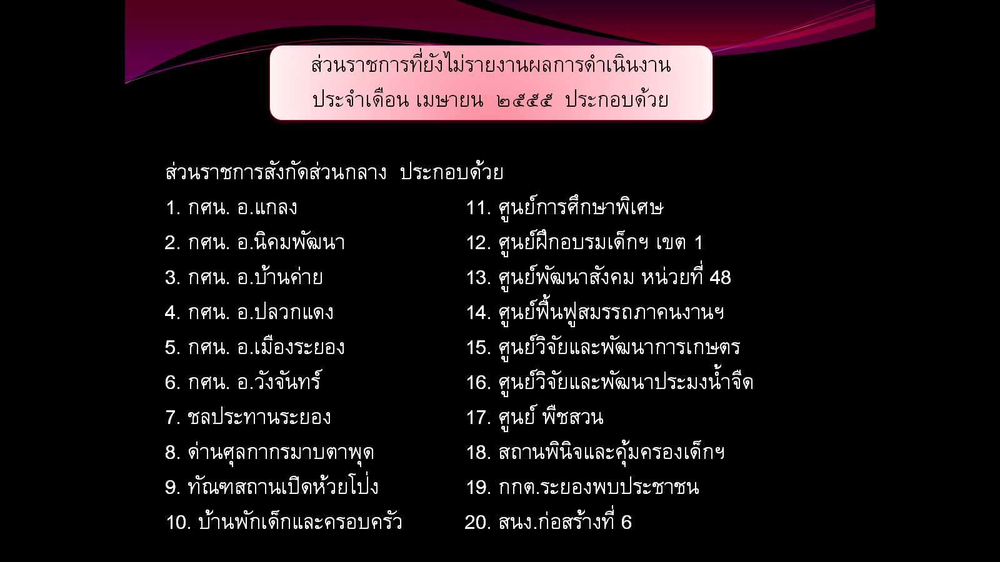 ส่วนราชการที่ยังไม่รายงานผลการดำเนินงาน
ประจำเดือน เมษายน ๒๕๕๕ ประกอบด้วย
ส่วนราชการสังกัดส่วนกลาง ประกอบด้วย
1. กศน. อ.แกลง
2. กศน. อ.นิคมพัฒนา
3. กศน. อ.บ้านค่าย
4. กศน. อ.ปลวกแดง
5. กศน. อ.เมืองระยอง
6. กศน. อ.วังจันทร์
7. ชลประทานระยอง
8. ด่านศุลกากรมาบตาพุด
9. ทัณฑสถานเปิดห้วยโป่ง
10. บ้านพักเด็กและครอบครัว
11. ศูนย์การศึกษาพิเศษ
12. ศูนย์ฝึกอบรมเด็กฯ เขต 1
13. ศูนย์พัฒนาสังคม หน่วยที่ 48
14. ศูนย์ฟื้นฟูสมรรถภาคนงานฯ
15. ศูนย์วิจัยและพัฒนาการเกษตร
16. ศูนย์วิจัยและพัฒนาประมงน้ำจืด
17. ศูนย์ พืชสวน
18. สถานพินิจและคุ้มครองเด็กฯ
19. กกต.ระยองพบประชาชน
20. สนง.ก่อสร้างที่ 6